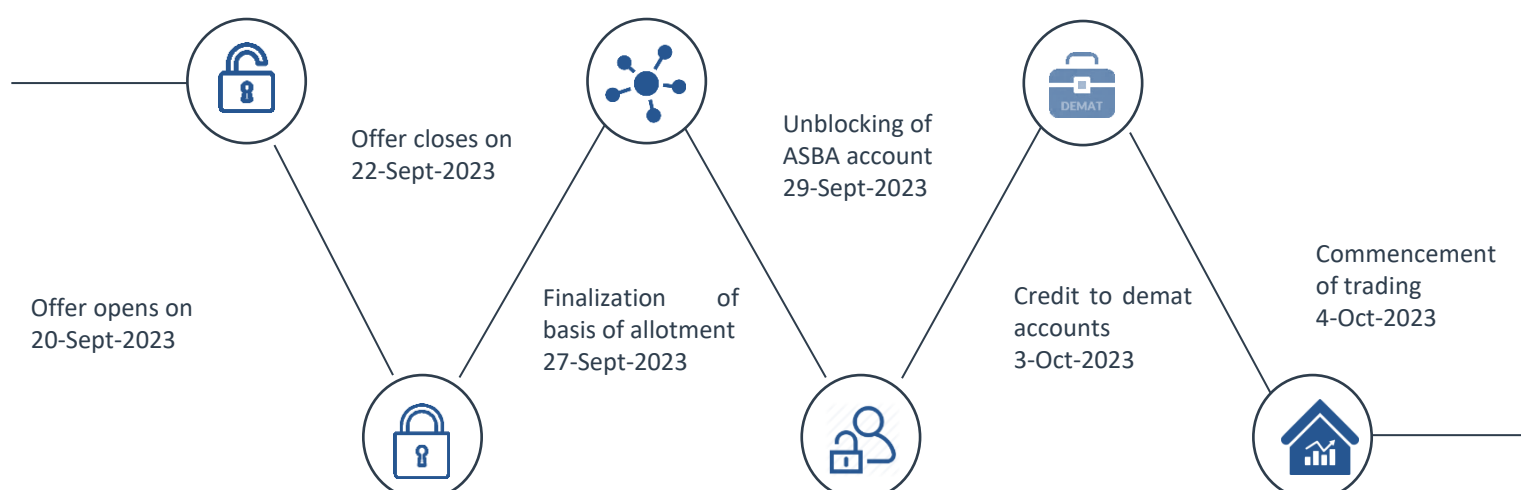 Offer opens on
20-Sept-2023
Offer closes on
22-Sept-2023
Finalization of
basis of allotment
27-Sept-2023
Unblocking of
ASBA account
29-Sept-2023
DEMAT
Credit to demat
accounts
3-Oct-2023
Commencement
of trading
4-Oct-2023